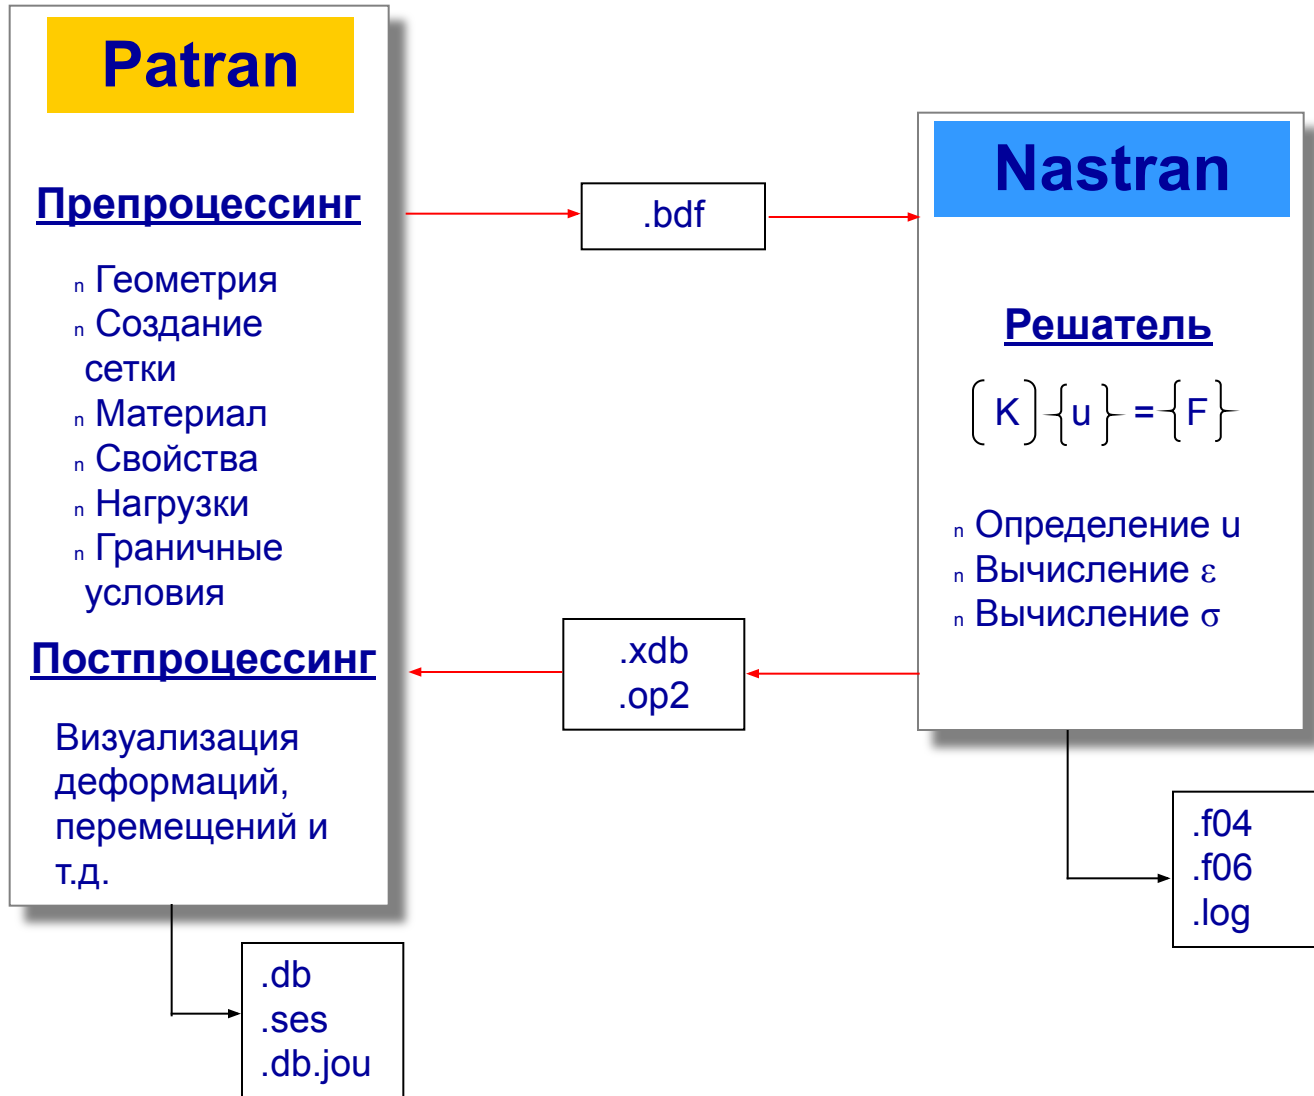 Patran
Препроцессинг
n Геометрия
n Создание
сетки
n Материал
n Свойства
n Нагрузки
n Граничные
условия
Постпроцессинг
Визуализация
деформаций,
перемещений и
т.д.
.db
.ses
.db.jou
.bdf
.xdb
.op2
Nastran
Решатель
[K]{u}={F}
n Определение u
n Вычисление ε
n Вычисление σ
.f04
.f06
.log